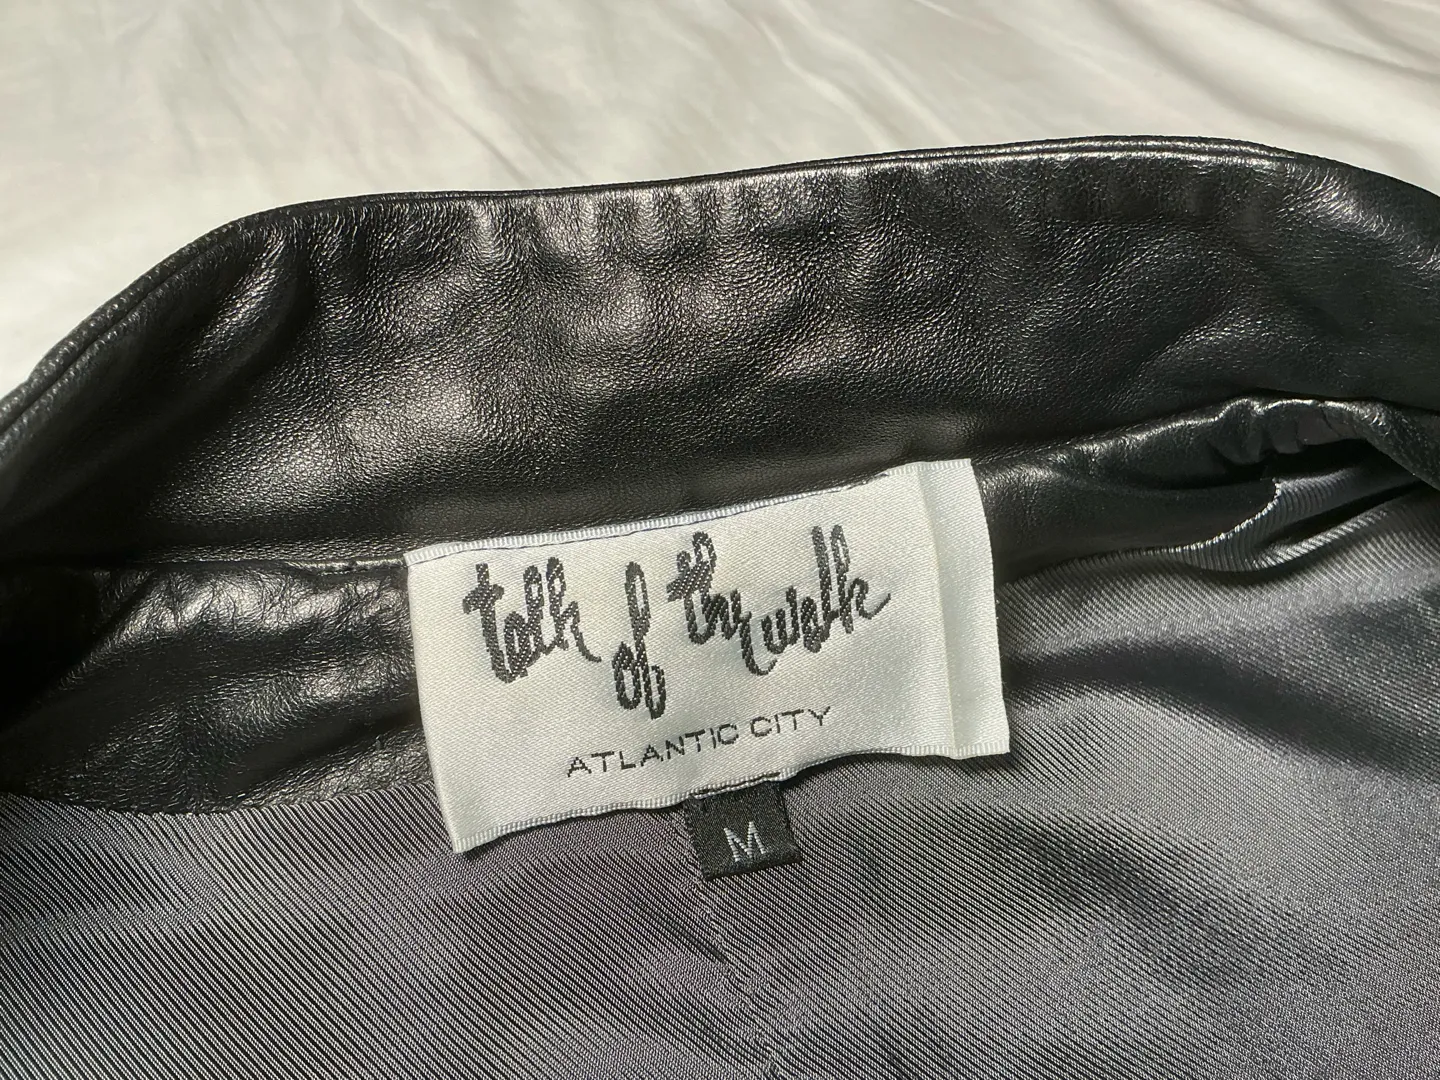 talk of the walk
ATLANTIC CITY
M